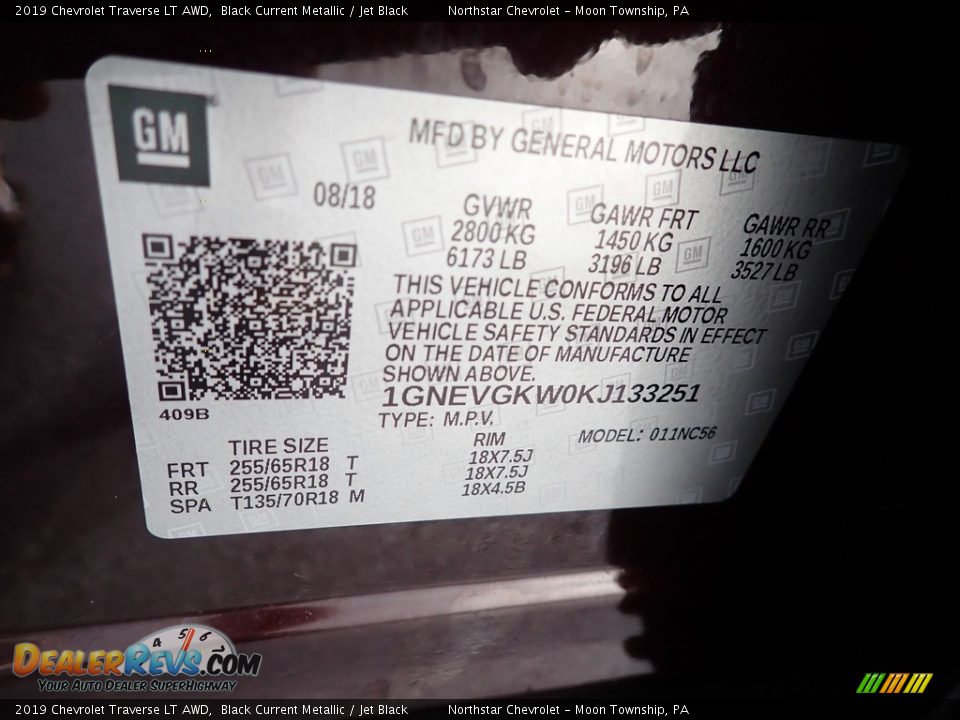 2019 Chevrolet Traverse LT AWD, Black Current Metallic / Jet Black Northstar Chevrolet - Moon Township, PA
GM
MFD BY GENERAL MOTORS LLC
08/18
GVWR GAWR FRT GAWR RR
2800 KG 1450 KG 1600 KG
6173 LB 3196 LB 3527 LB
THIS VEHICLE CONFORMS TO ALL
APPLICABLE U.S. FEDERAL MOTOR
VEHICLE SAFETY STANDARDS IN EFFECT
ON THE DATE OF MANUFACTURE
SHOWN ABOVE.
1GNEVGKW0KJ133251
409B
TYPE: M.P.V.
MODEL: 011NC56
TIRE SIZE RIM
FRT 255/65R18 T 18X7.5J
RR 255/65R18 T 18X7.5J
SPA T135/70R18 M 18X4.5B
4 5 6
DEALERREVS.COM
YOUR AUTO DEALER SUPERHIGHWAY
2019 Chevrolet Traverse LT AWD, Black Current Metallic / Jet Black Northstar Chevrolet - Moon Township, PA